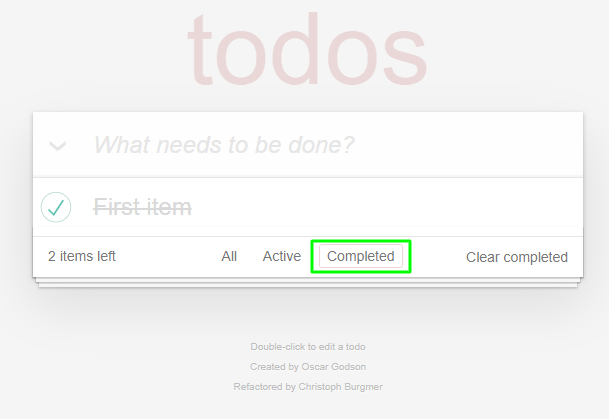 todos
What needs to be done?
First item
2 items left All Active Completed Clear completed
Double-click to edit a todo
Created by Oscar Godson
Refactored by Christoph Burgmer